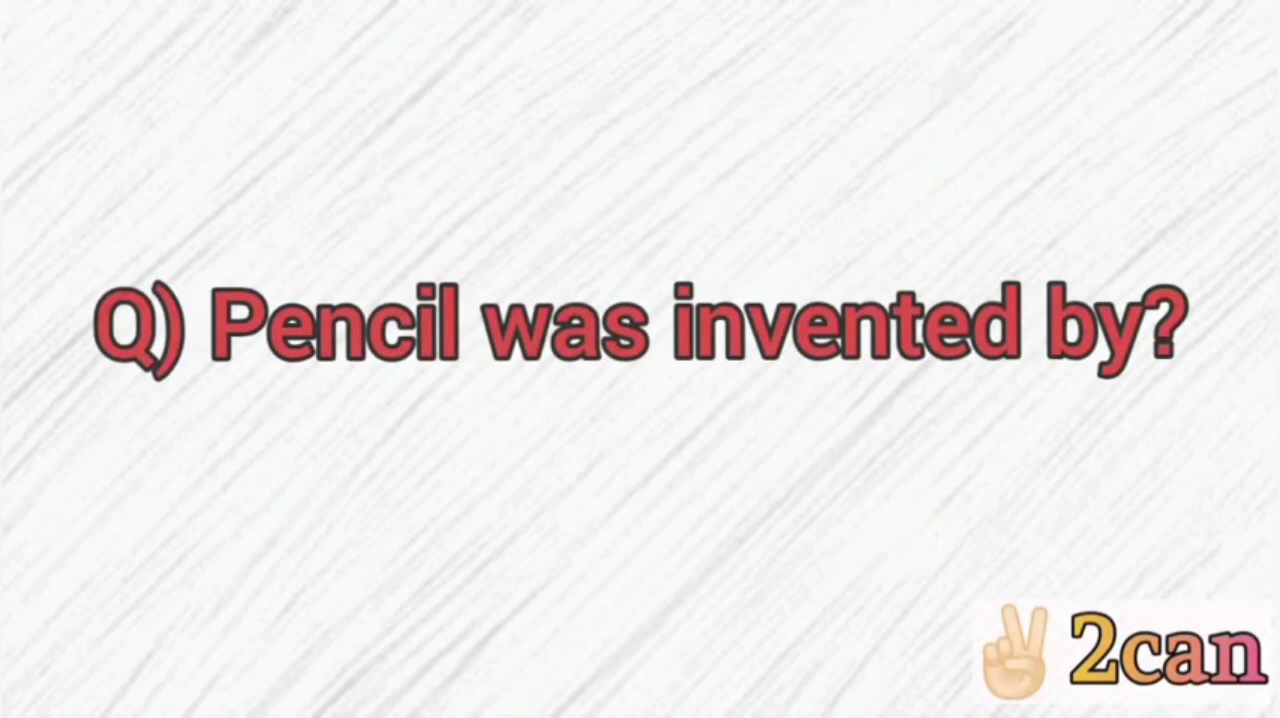 Q) Pencil was invented by?
✌🏻 2can